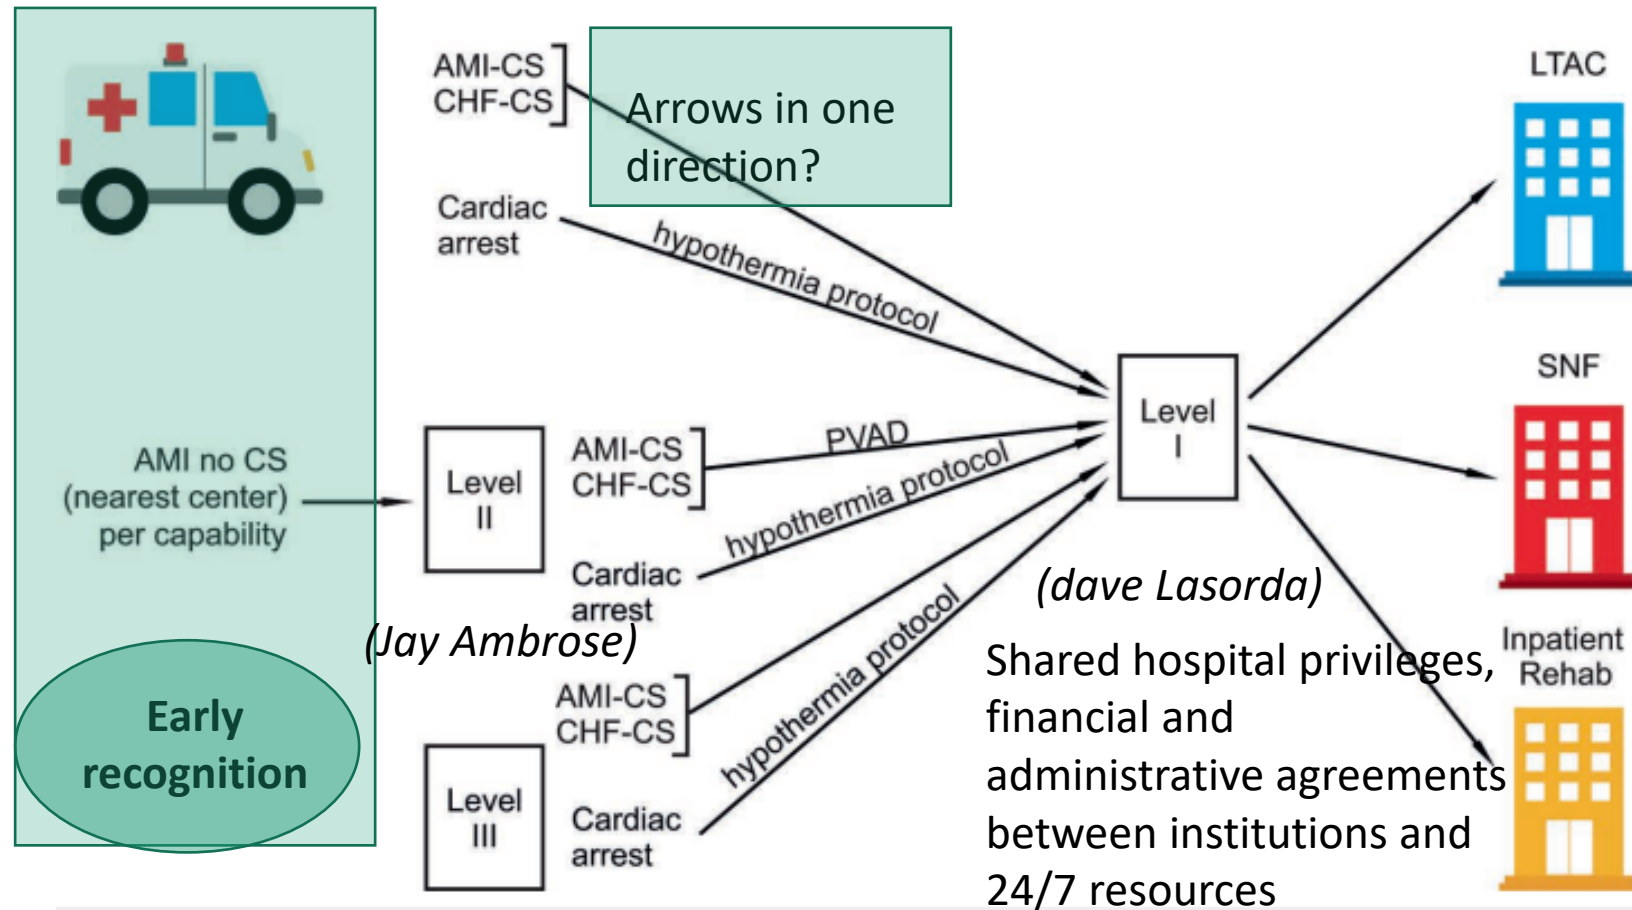 AMI-CS
CHF-CS
Arrows in one
direction?
Cardiac
arrest
hypothermia protocol
LTAC
SNF
Level
I
AMI no CS
(nearest center)
per capability
Level
II
AMI-CS
CHF-CS
PVAD
hypothermia protocol
Cardiac
arrest
(dave Lasorda)
(Jay Ambrose)
Early
recognition
AMI-CS
CHF-CS
hypothermia protocol
Level
III
Cardiac
arrest
Shared hospital privileges,
financial and
administrative agreements
between institutions and
24/7 resources
Inpatient
Rehab